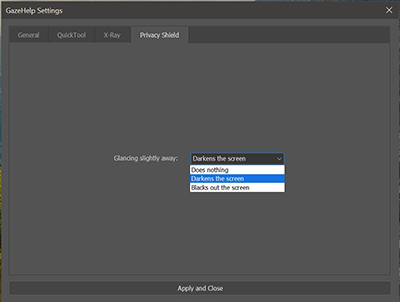 GazeHelp Settings
General
QuickTool
X-Ray
Privacy Shield
Glancing slightly away:
Darkens the screen
Does nothing
Darkens the screen
Blacks out the screen
Apply and Close